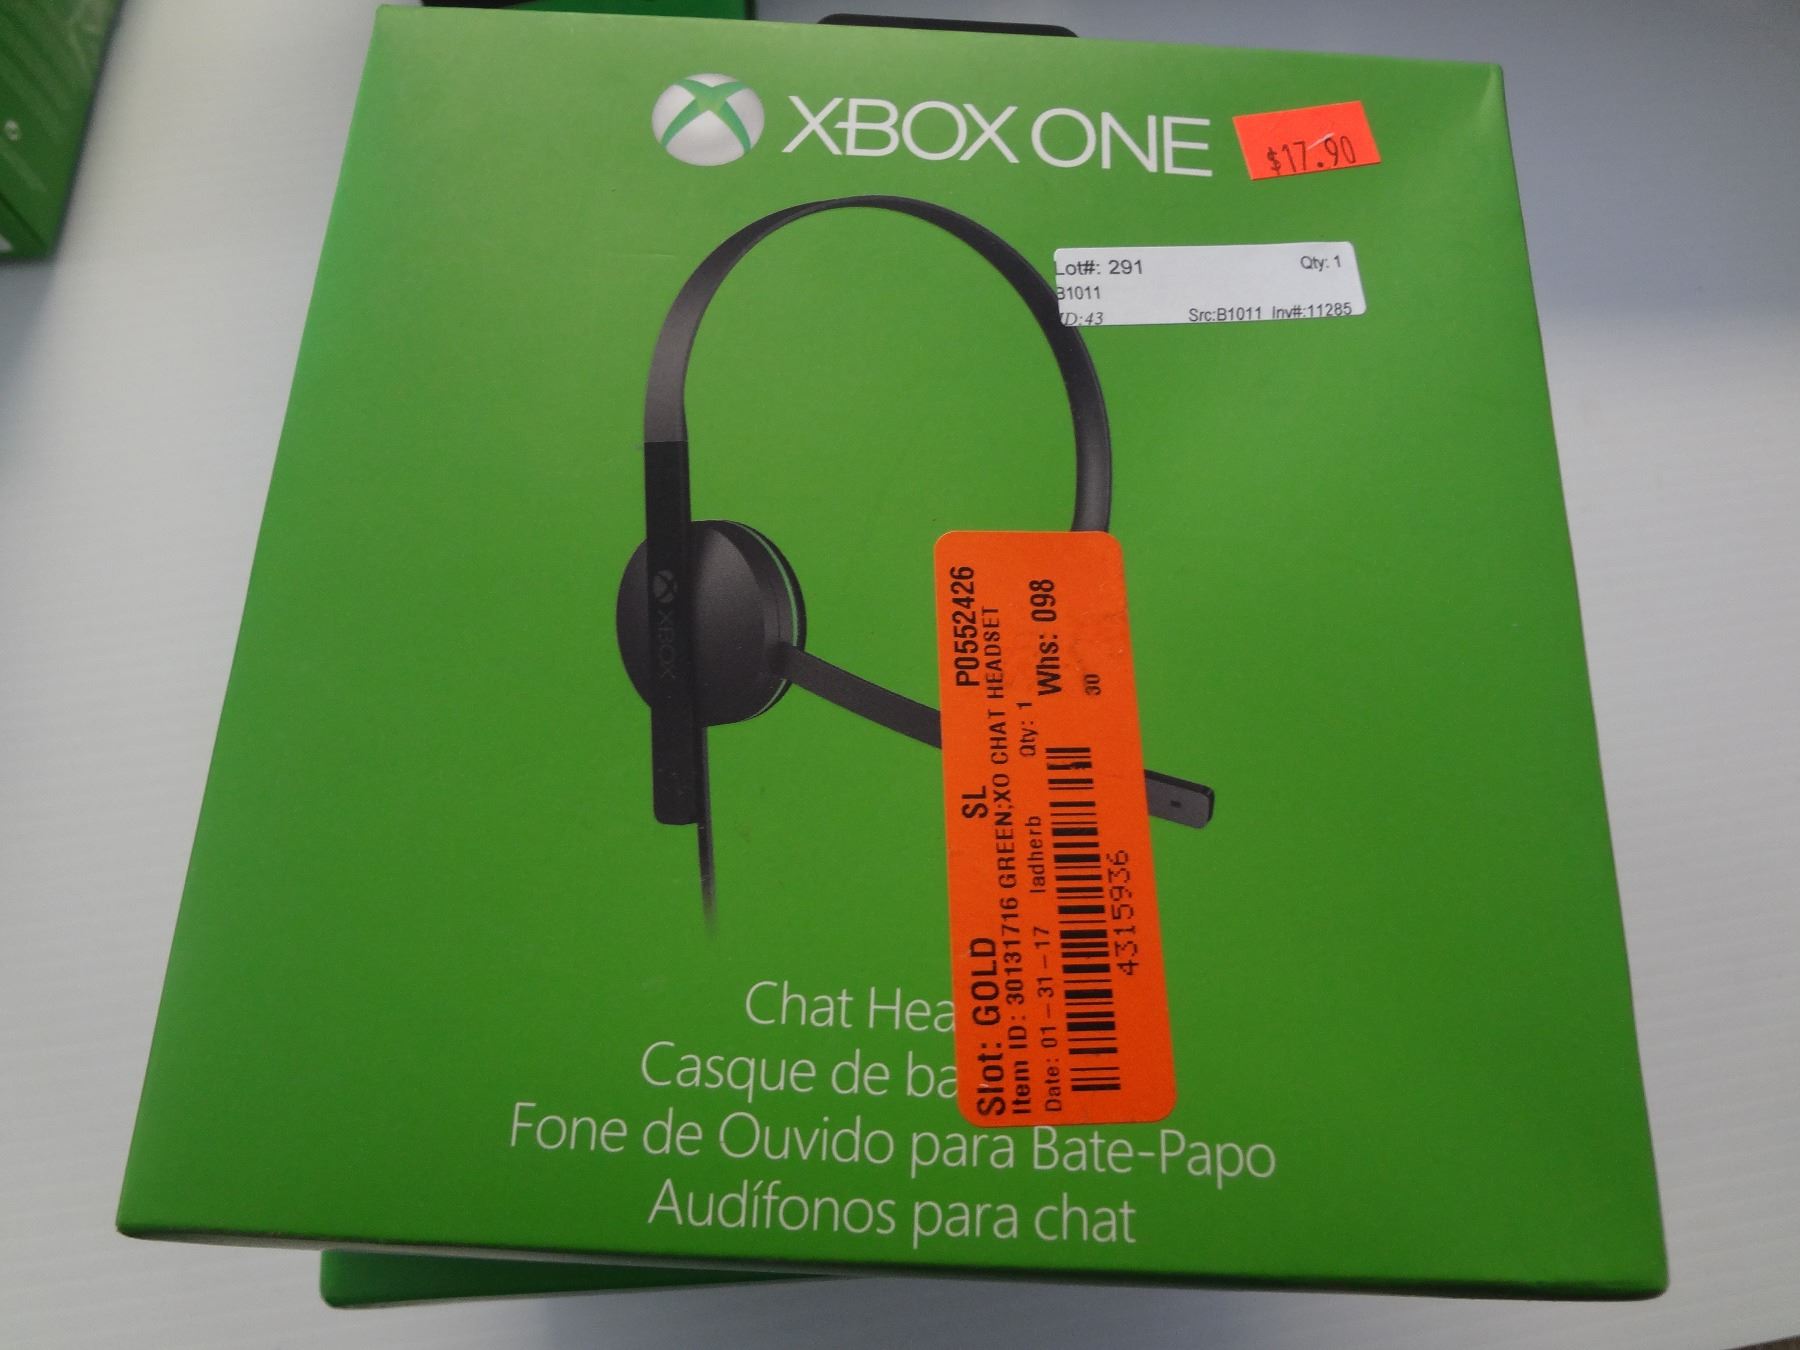 XBOX ONE
$17.90
Lot#: 291 Qty: 1
B1011
ID:43 Src:B1011 Inv#:11285
XBOX
Slot: GOLD SL P0552426
Item ID: 30131716 GREEN;XO CHAT HEADSET
Date: 01-31-17 ladherb Qty: 1 Whs: 098
30
4315936
Chat Hea
Casque de ba
Fone de Ouvido para Bate-Papo
Audífonos para chat